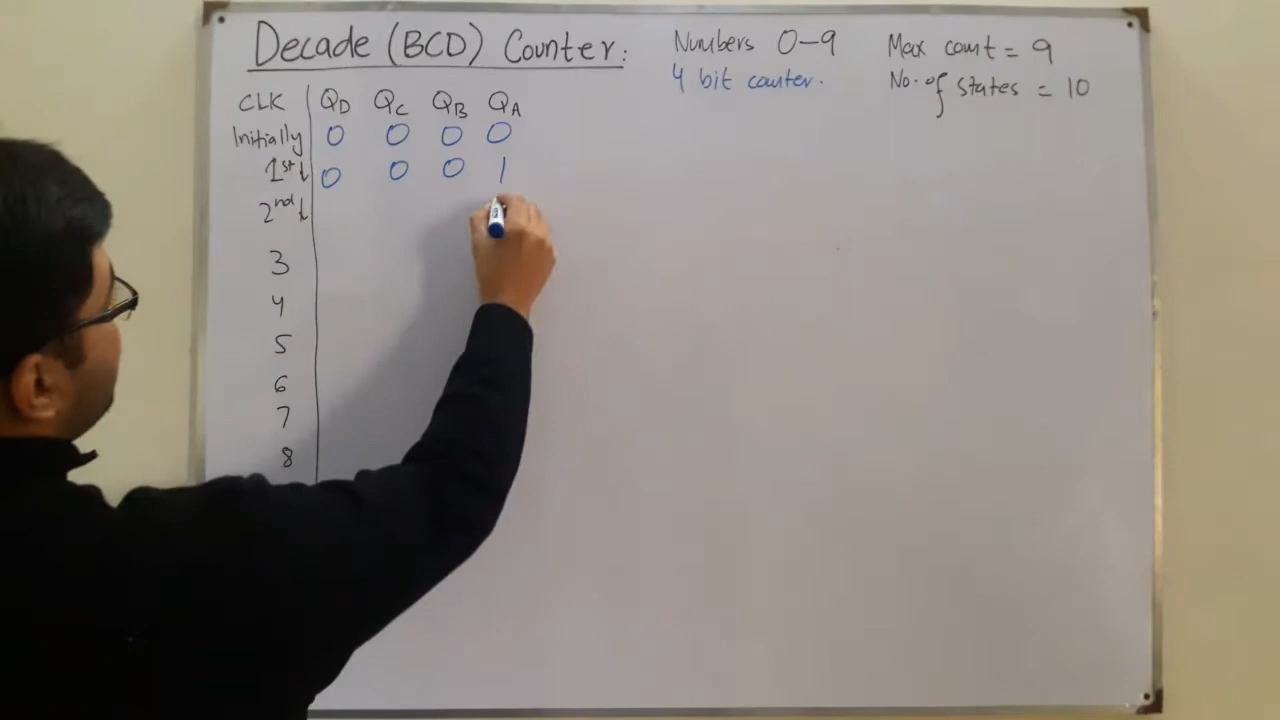 Decade (BCD) Counter:
Numbers 0-9
4 bit counter.
Max count = 9
No. of states = 10
CLK QD QC QB QA
Initially 0 0 0 0
1st↓ 0 0 0 1
2nd↓
3
4
5
6
7
8